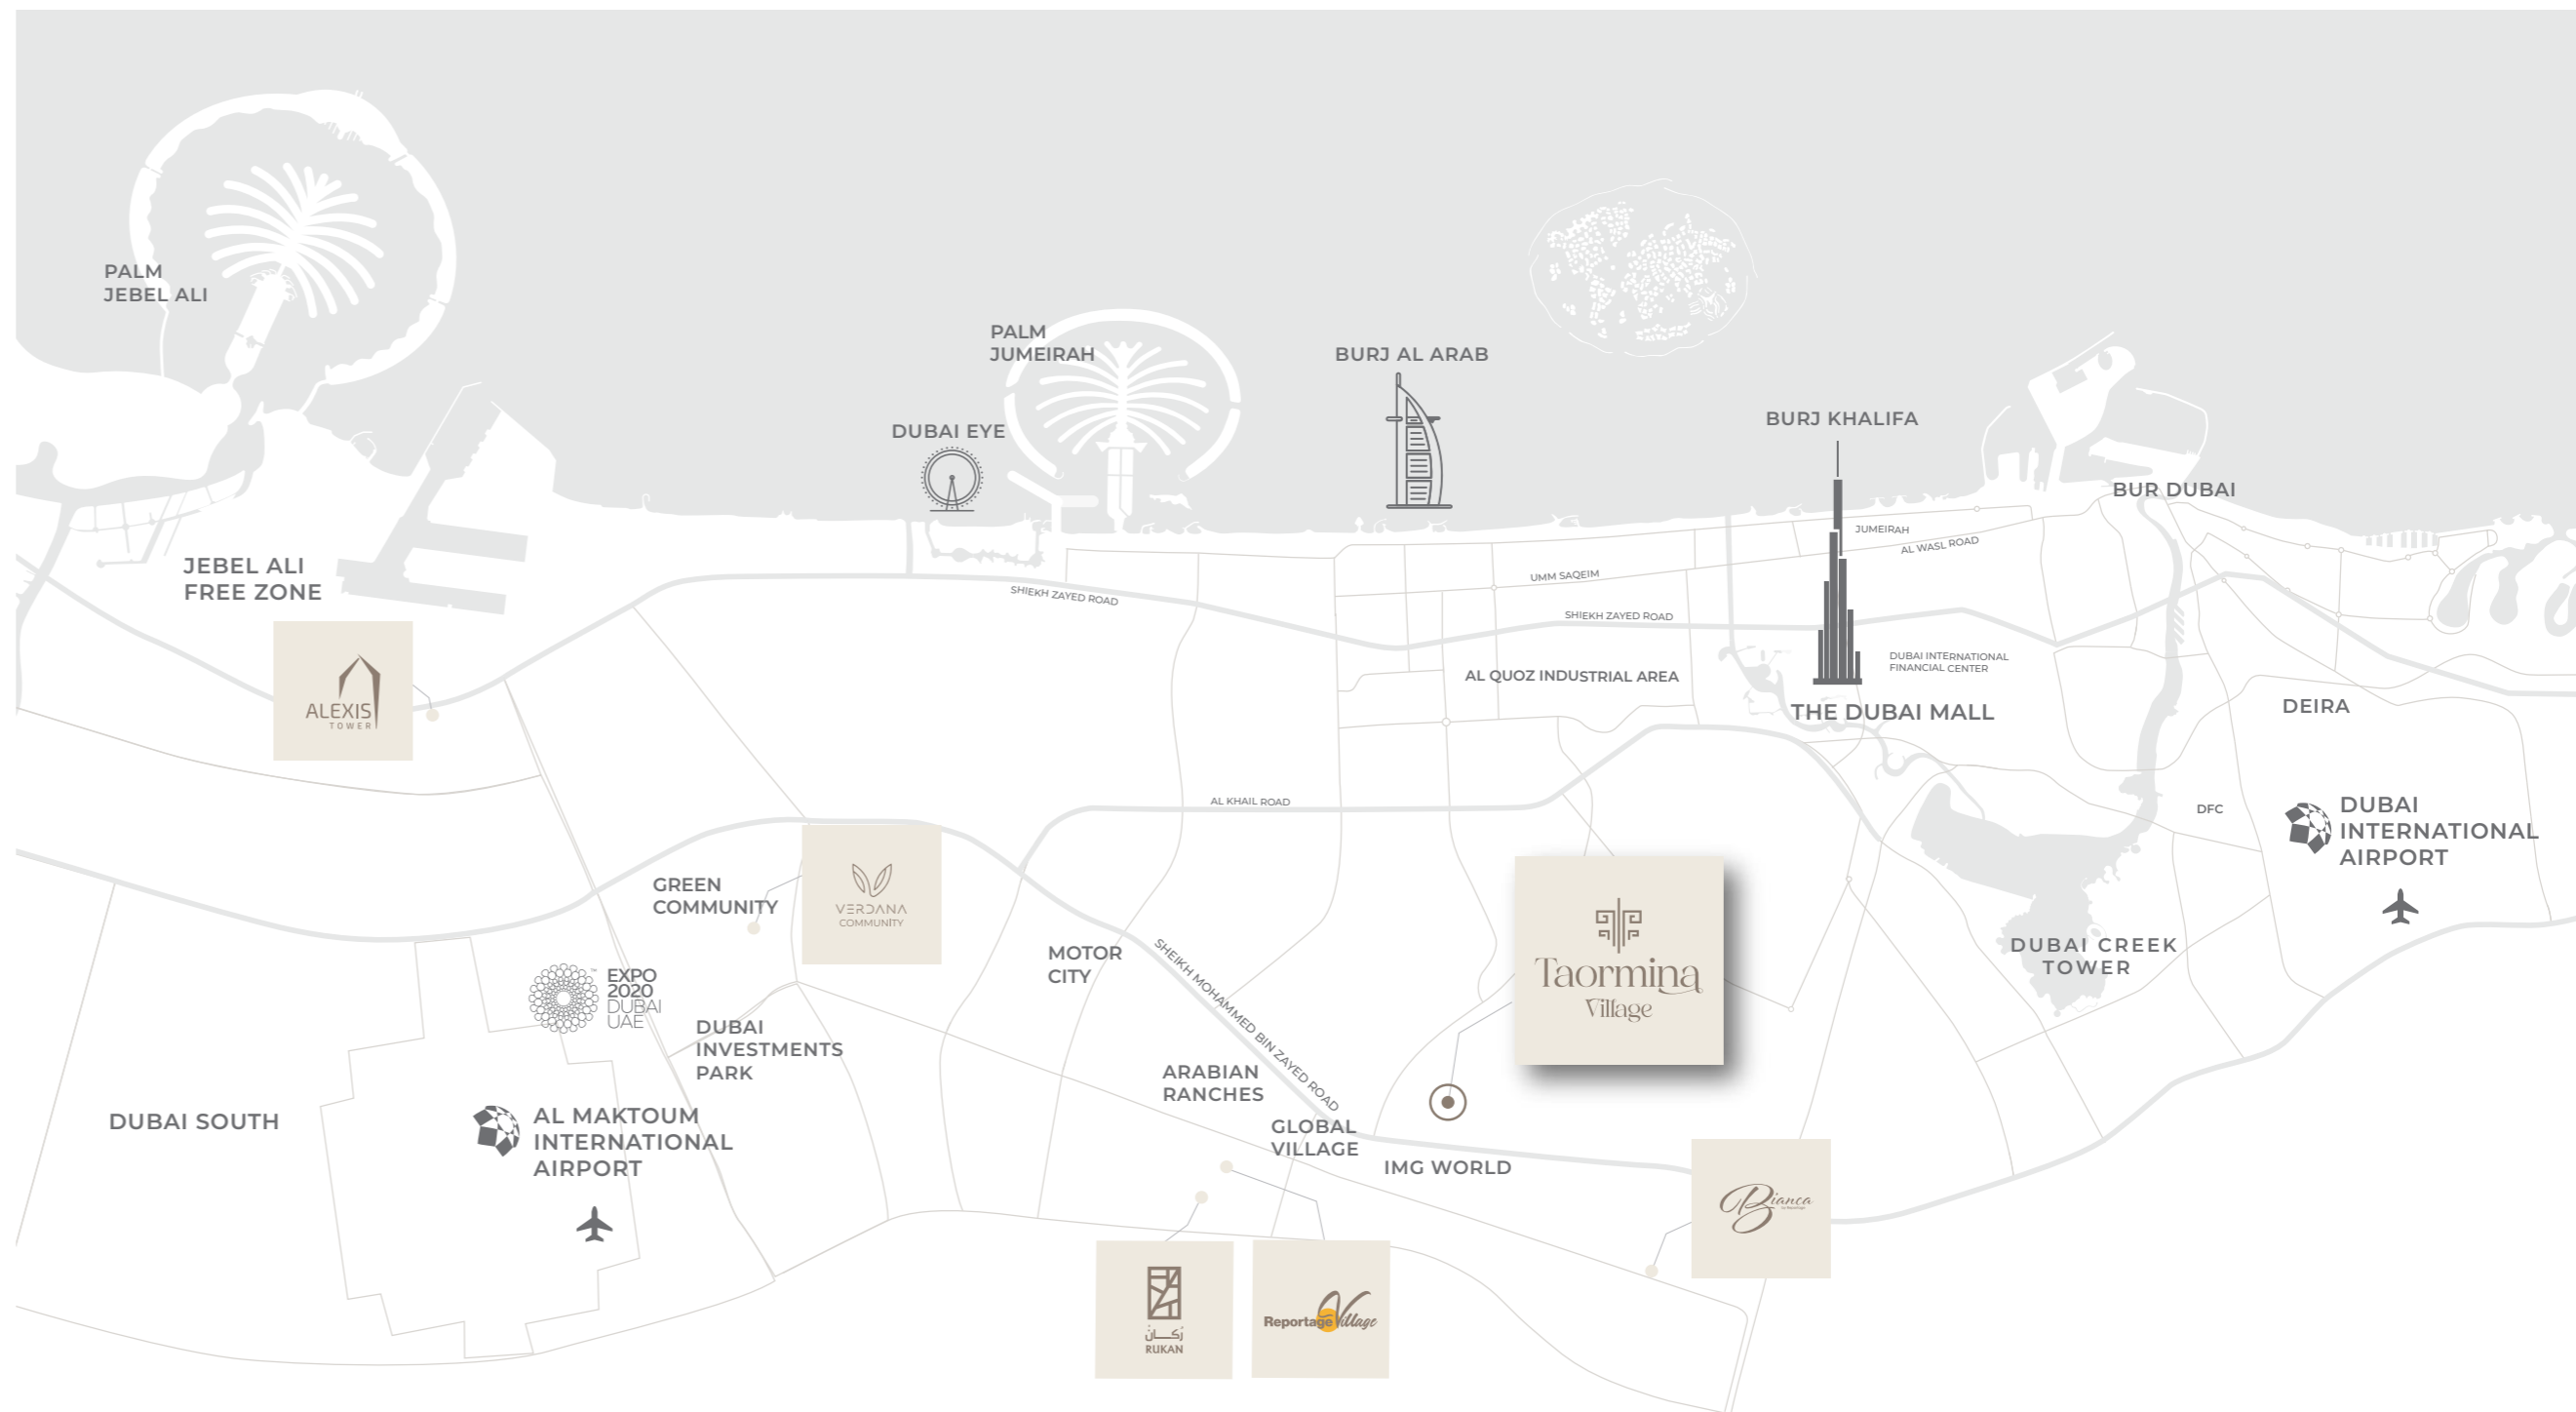 PALM
JEBEL ALI
PALM
JUMEIRAH
BURJ AL ARAB
DUBAI EYE
BURJ KHALIFA
BUR DUBAI
JUMEIRAH
AL WASL ROAD
JEBEL ALI
FREE ZONE
SHIEKH ZAYED ROAD
UMM SAQEIM
SHIEKH ZAYED ROAD
DUBAI INTERNATIONAL
FINANCIAL CENTER
AL QUOZ INDUSTRIAL AREA
ALEXIS
TOWER
THE DUBAI MALL
DEIRA
AL KHAIL ROAD
DFC
DUBAI
INTERNATIONAL
AIRPORT
GREEN
COMMUNITY
VERDANA
COMMUNITY
MOTOR
CITY
SHEIKH MOHAMMED BIN ZAYED ROAD
Taormina
Village
DUBAI CREEK
TOWER
EXPO
2020
DUBAI
UAE
™
DUBAI
INVESTMENTS
PARK
ARABIAN
RANCHES
DUBAI SOUTH
AL MAKTOUM
INTERNATIONAL
AIRPORT
GLOBAL
VILLAGE
IMG WORLD
Bianca
by Reportage
رُكـــانْ
RUKAN
Reportage Village